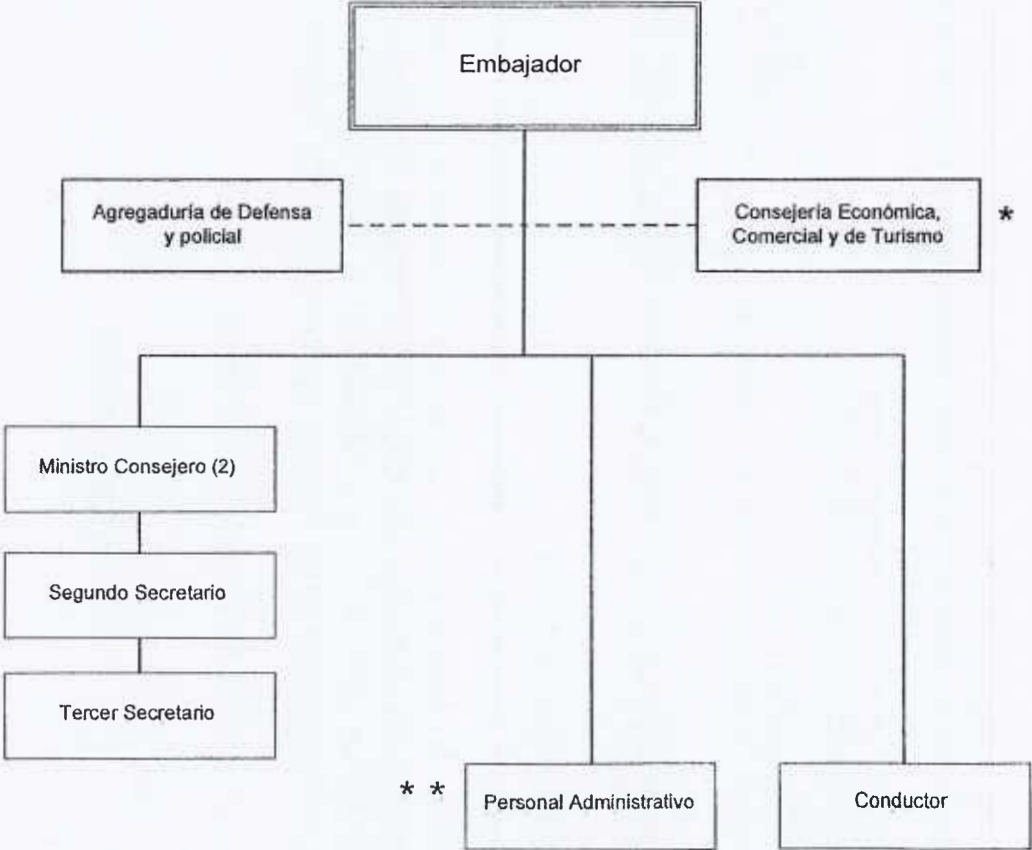 Embajador
Agregaduría de Defensa
y policial
Consejería Económica,
Comercial y de Turismo
*
Ministro Consejero (2)
Segundo Secretario
Tercer Secretario
* *
Personal Administrativo
Conductor